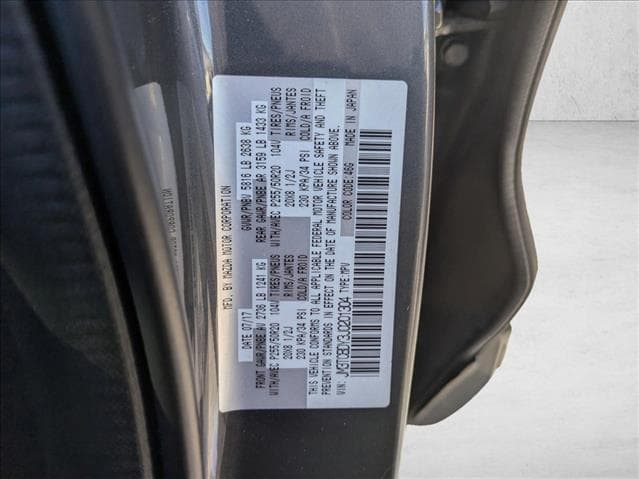 MFD. BY MAZDA MOTOR CORPORATION
DATE 07/17 GVWR/PNBV 5816 LB 2638 KG
FRONT GAWR/PNBE AV 2736 LB 1241 KG REAR GAWR/PNBE AR 3159 LB 1433 KG
WITH/AVEC P255/50R20 104V TIRES/PNEUS WITH/AVEC P255/50R20 104V TIRES/PNEUS
20X8 1/2J RIMS/JANTES 20X8 1/2J RIMS/JANTES
230 KPA/34 PSI COLD/A FROID 230 KPA/34 PSI COLD/A FROID
THIS VEHICLE CONFORMS TO ALL APPLICABLE FEDERAL MOTOR VEHICLE SAFETY AND THEFT
PREVENTION STANDARDS IN EFFECT ON THE DATE OF MANUFACTURE SHOWN ABOVE.
VIN: JM3TCBDY3J0201304 TYPE:MPV COLOR CODE:46G MADE IN JAPAN